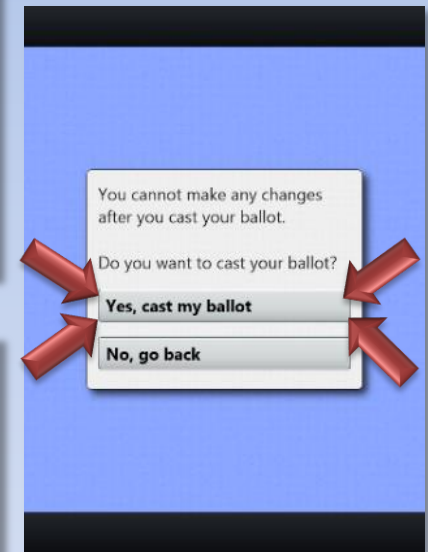 You cannot make any changes
after you cast your ballot.
Do you want to cast your ballot?
Yes, cast my ballot
No, go back